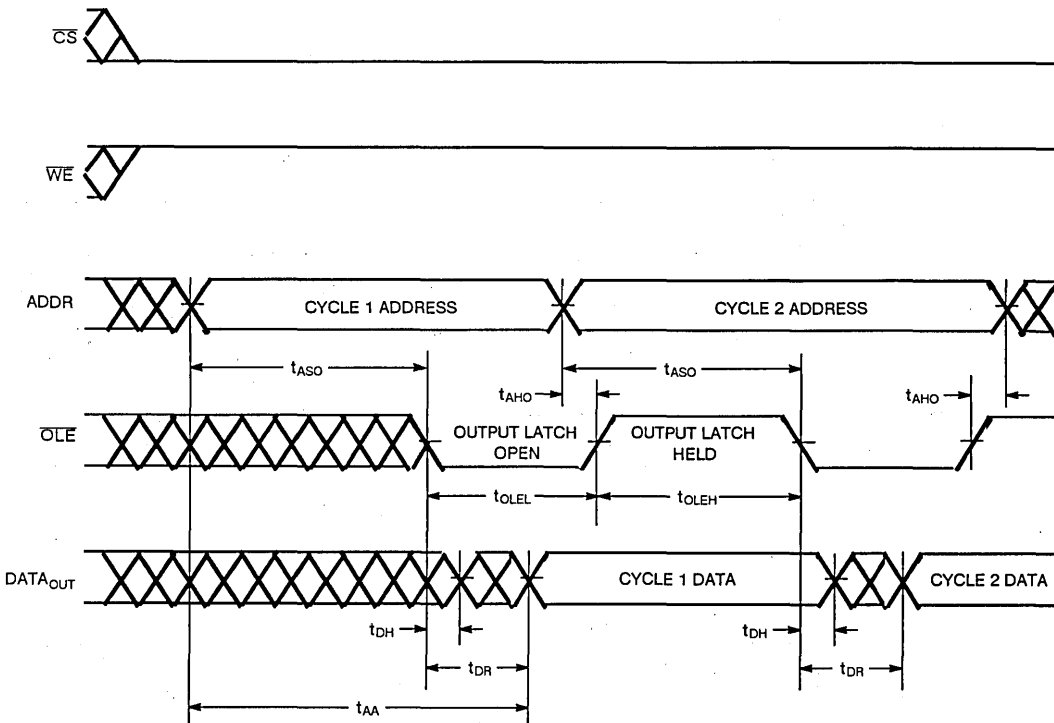 CS
WE
ADDR
CYCLE 1 ADDRESS
CYCLE 2 ADDRESS
tASO
tASO
tAHO
tAHO
OLE
OUTPUT LATCH
OPEN
OUTPUT LATCH
HELD
tOLEL
tOLEH
DATAOUT
CYCLE 1 DATA
CYCLE 2 DATA
tDH
tDH
tDR
tDR
tAA